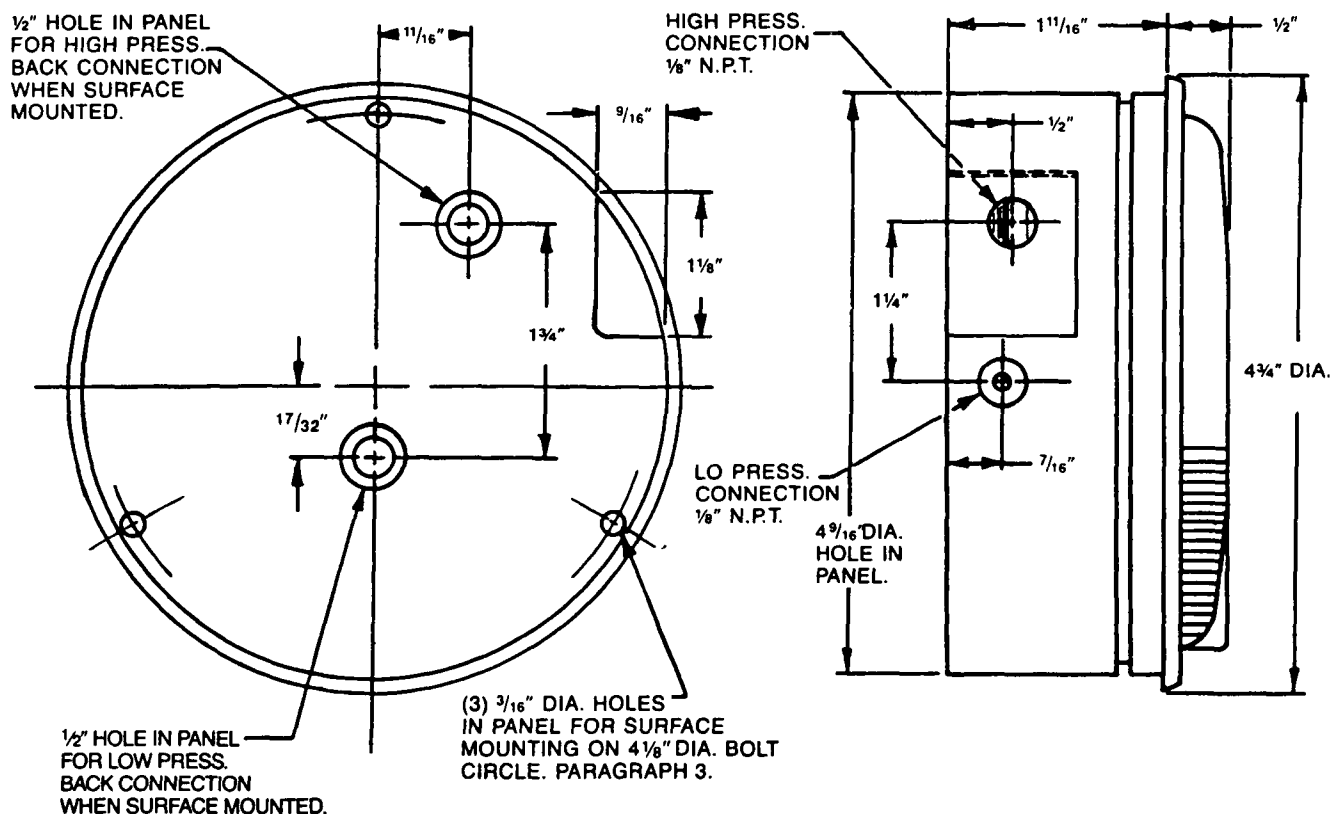 ½" HOLE IN PANEL
FOR HIGH PRESS.
BACK CONNECTION
WHEN SURFACE
MOUNTED.
11/16"
9/16"
1⅛"
1¾"
17/32"
½" HOLE IN PANEL
FOR LOW PRESS.
BACK CONNECTION
WHEN SURFACE MOUNTED.
(3) 3/16" DIA. HOLES
IN PANEL FOR SURFACE
MOUNTING ON 4⅛" DIA. BOLT
CIRCLE. PARAGRAPH 3.
HIGH PRESS.
CONNECTION
⅛" N.P.T.
1 11/16"
½"
½"
1¼"
LO PRESS.
CONNECTION
⅛" N.P.T.
7/16"
4 9/16" DIA.
HOLE IN
PANEL.
4¾" DIA.